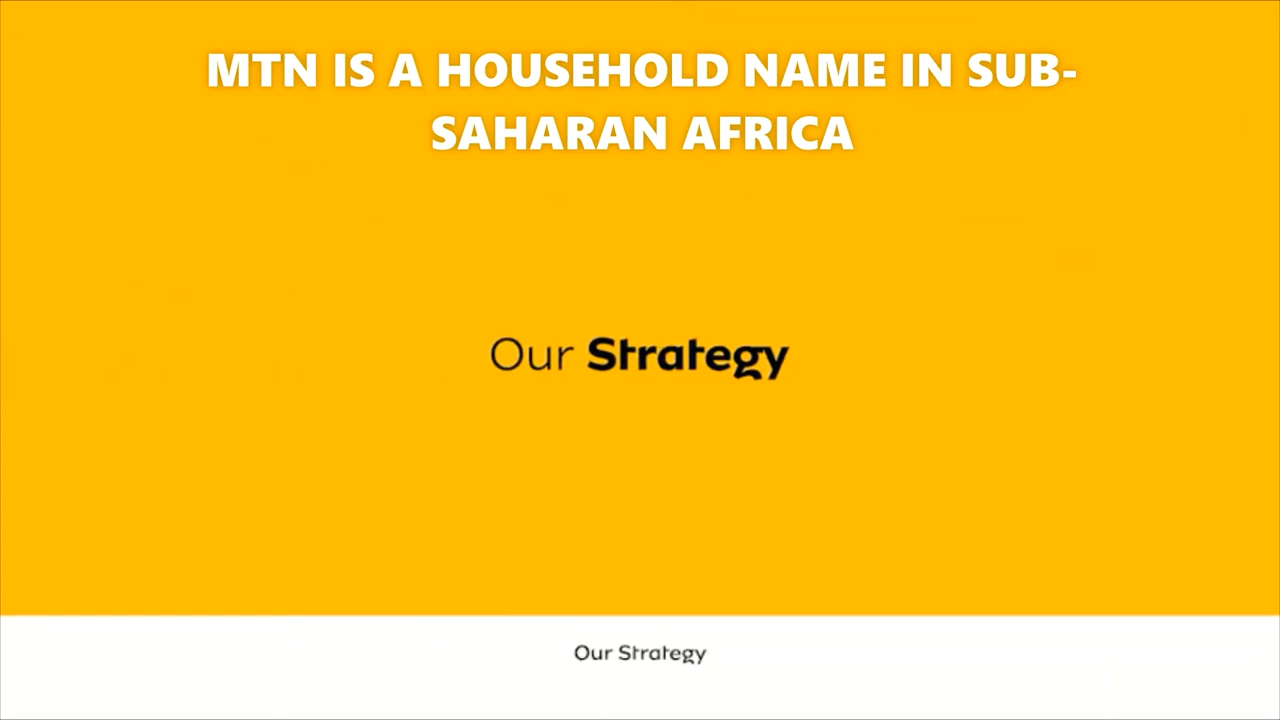 MTN IS A HOUSEHOLD NAME IN SUB-
SAHARAN AFRICA
Our Strategy
Our Strategy